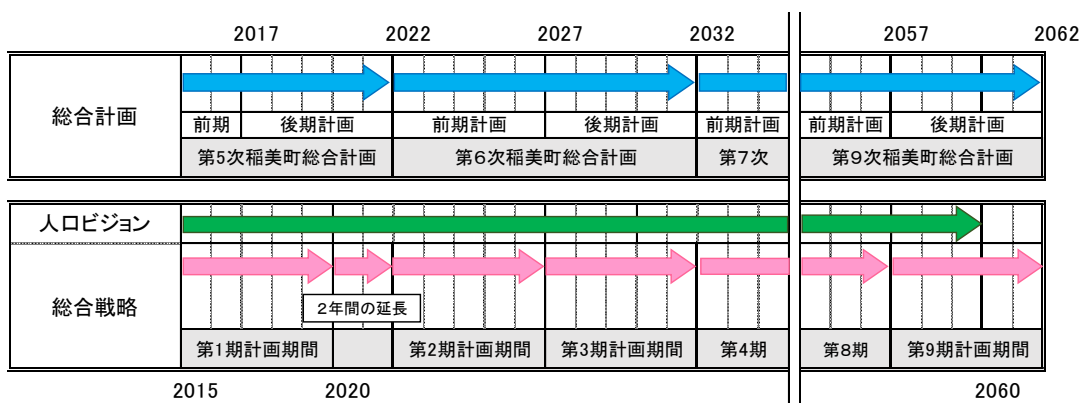 2017 2022 2027 2032 2057 2062
総合計画
前期 後期計画 前期計画 後期計画 前期計画 前期計画 後期計画
第5次稲美町総合計画 第6次稲美町総合計画 第7次 第9次稲美町総合計画
人口ビジョン
総合戦略
2年間の延長
第1期計画期間 第2期計画期間 第3期計画期間 第4期 第8期 第9期計画期間
2015 2020 2060